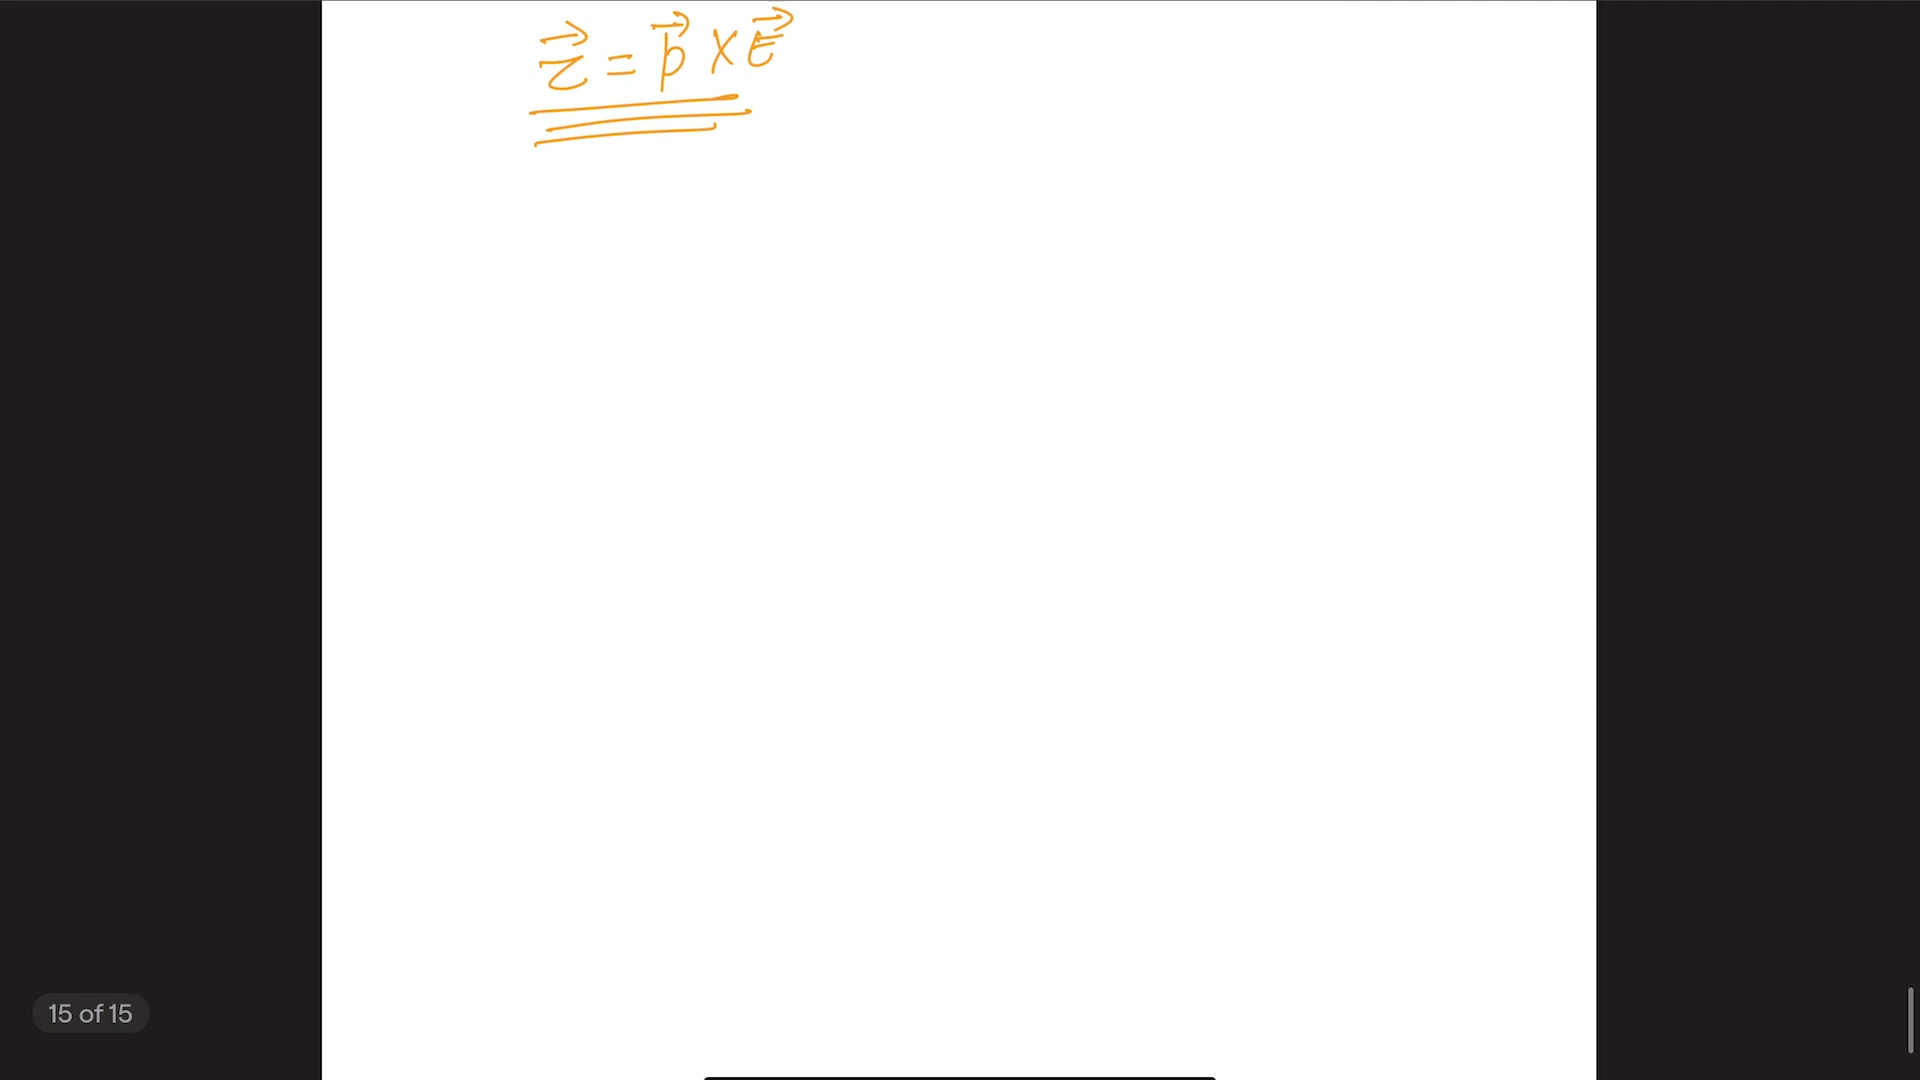 τ⃗ = p⃗ × E⃗
15 of 15